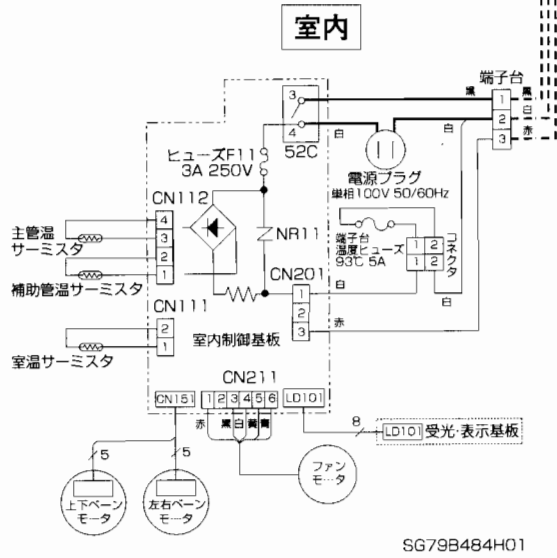 室内
端子台
黒
1
黒
白
2
白
赤
3
3
4
52C
白
ヒューズF11
3A 250V
電源プラグ
単相100V 50/60Hz
CN112
4
3
2
1
主管温
サーミスタ
補助管温サーミスタ
NR11
端子台
温度ヒューズ
93℃ 5A
1 2
1 2
コネクタ
CN201
1
2
3
白
白
赤
CN111
2
1
室温サーミスタ
室内制御基板
CN211
CN151
1 2 3 4 5 6
LD101
赤
黒
白
黄
青
8
LD101 受光・表示基板
5
5
上下ベーン
モータ
左右ベーン
モータ
ファン
モータ
SG79B484H01